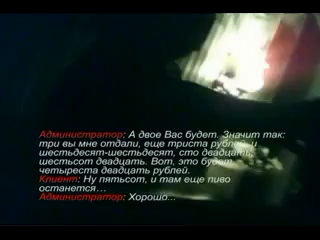 Администратор: А двое Вас будет. Значит так:
три вы мне отдали, еще триста рублей, и
шестьдесят-шестьдесят, сто двадцать,
шестьсот двадцать. Вот, это будет
четыреста двадцать рублей.
Клиент: Ну пятьсот, и там еще пиво
останется...
Администратор: Хорошо...